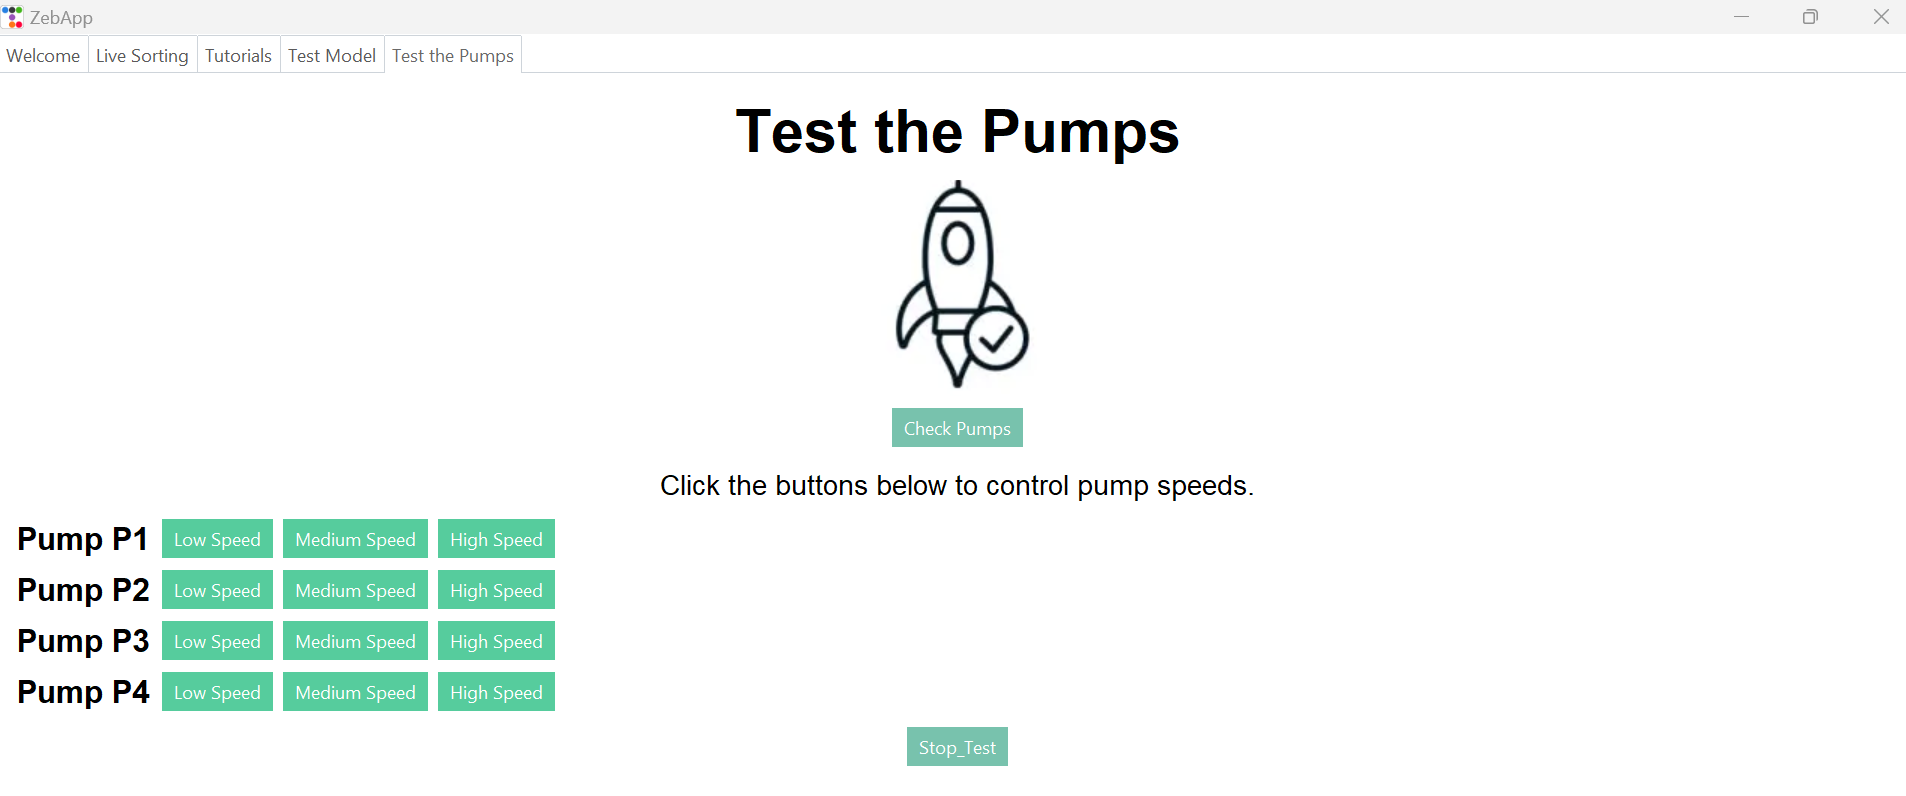 ZebApp
Welcome Live Sorting Tutorials Test Model Test the Pumps
Test the Pumps
Check Pumps
Click the buttons below to control pump speeds.
Pump P1 Low Speed Medium Speed High Speed
Pump P2 Low Speed Medium Speed High Speed
Pump P3 Low Speed Medium Speed High Speed
Pump P4 Low Speed Medium Speed High Speed
Stop_Test